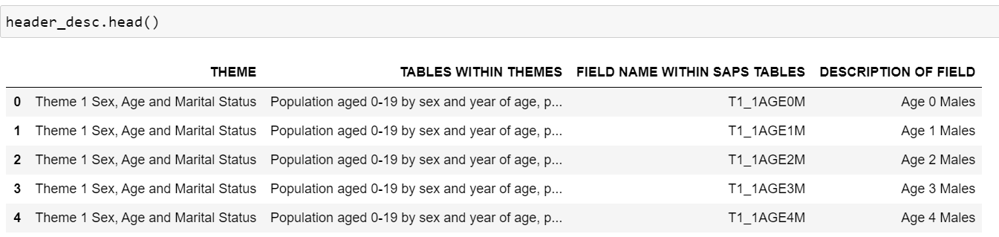 header_desc.head()
THEME TABLES WITHIN THEMES FIELD NAME WITHIN SAPS TABLES DESCRIPTION OF FIELD
0 Theme 1 Sex, Age and Marital Status Population aged 0-19 by sex and year of age, p... T1_1AGE0M Age 0 Males
1 Theme 1 Sex, Age and Marital Status Population aged 0-19 by sex and year of age, p... T1_1AGE1M Age 1 Males
2 Theme 1 Sex, Age and Marital Status Population aged 0-19 by sex and year of age, p... T1_1AGE2M Age 2 Males
3 Theme 1 Sex, Age and Marital Status Population aged 0-19 by sex and year of age, p... T1_1AGE3M Age 3 Males
4 Theme 1 Sex, Age and Marital Status Population aged 0-19 by sex and year of age, p... T1_1AGE4M Age 4 Males